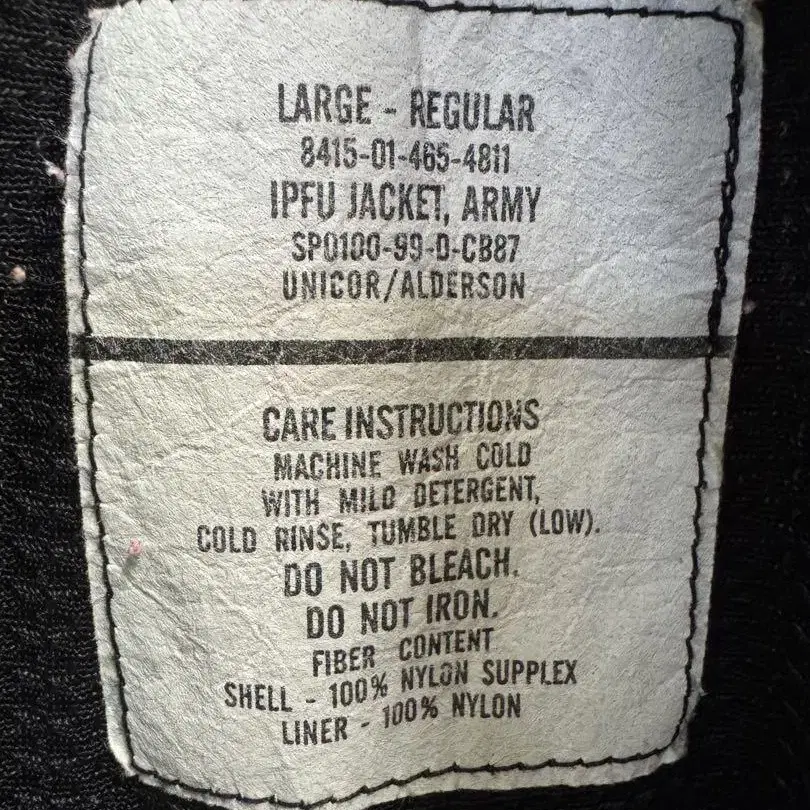 LARGE - REGULAR
8415-01-465-4811
IPFU JACKET, ARMY
SP0100-99-D-CB87
UNICOR/ALDERSON
CARE INSTRUCTIONS
MACHINE WASH COLD
WITH MILD DETERGENT,
COLD RINSE, TUMBLE DRY (LOW).
DO NOT BLEACH.
DO NOT IRON.
FIBER CONTENT
SHELL - 100% NYLON SUPPLEX
LINER - 100% NYLON